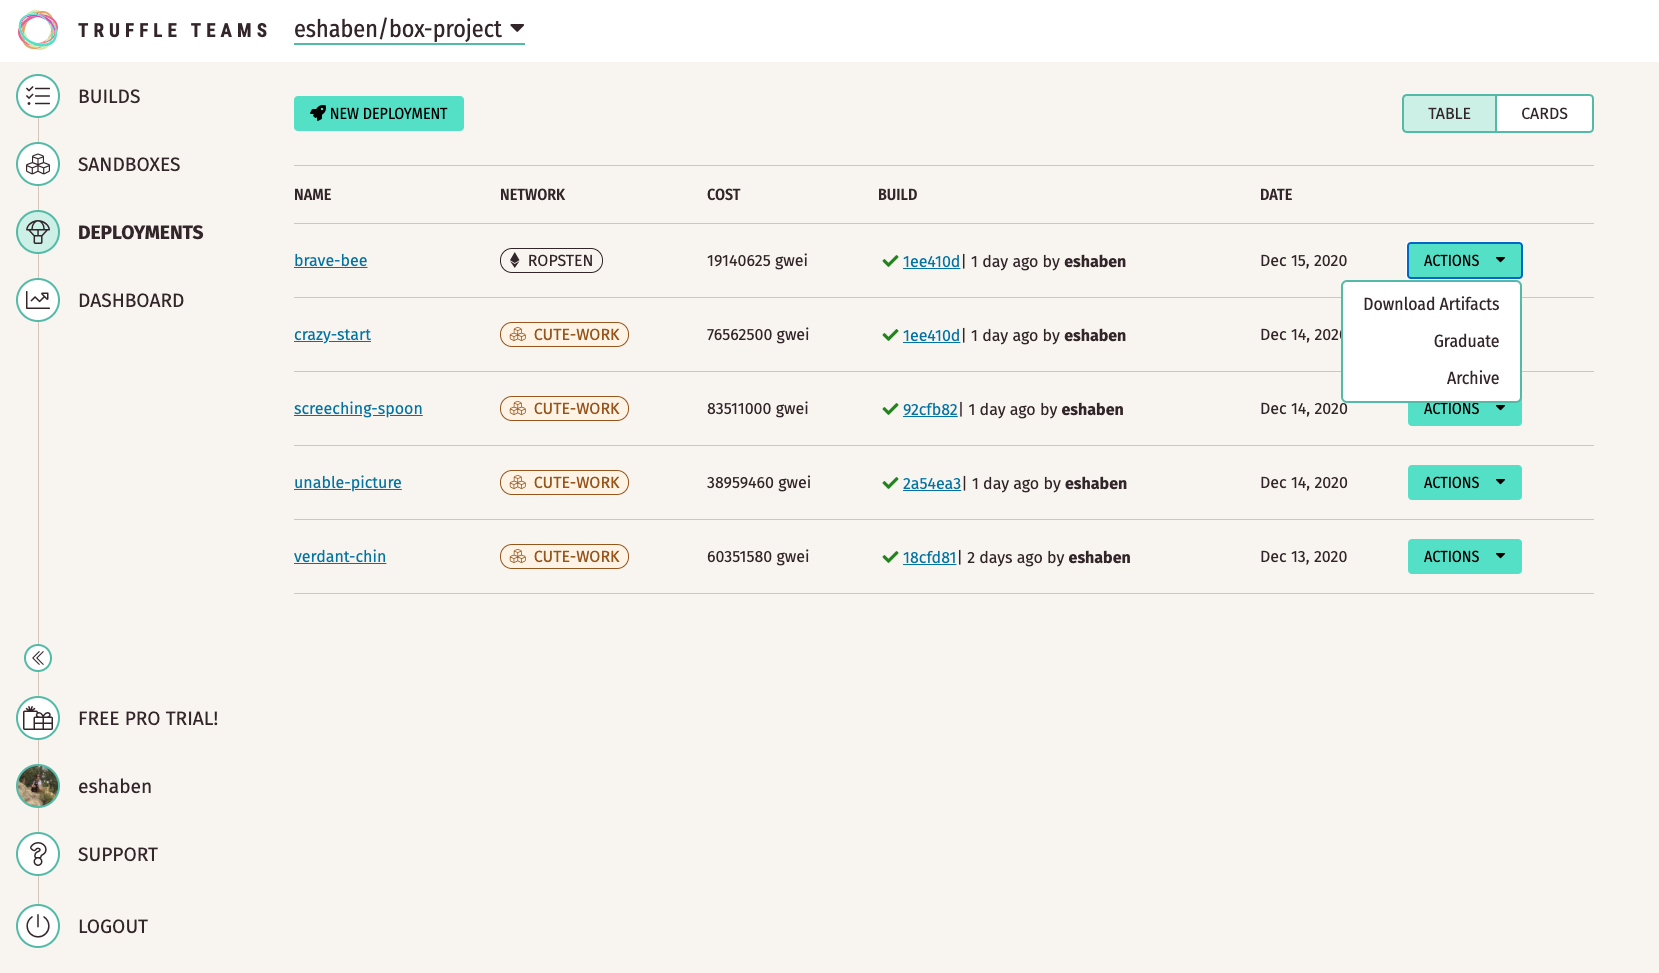 TRUFFLE TEAMS eshaben/box-project
BUILDS
SANDBOXES
DEPLOYMENTS
DASHBOARD
FREE PRO TRIAL!
eshaben
SUPPORT
LOGOUT
NEW DEPLOYMENT TABLE CARDS
NAME NETWORK COST BUILD DATE
brave-bee ROPSTEN 19140625 gwei 1ee410d| 1 day ago by eshaben Dec 15, 2020 ACTIONS
Download Artifacts
Graduate
Archive
crazy-start CUTE-WORK 76562500 gwei 1ee410d| 1 day ago by eshaben Dec 14, 2020
screeching-spoon CUTE-WORK 83511000 gwei 92cfb82| 1 day ago by eshaben Dec 14, 2020 ACTIONS
unable-picture CUTE-WORK 38959460 gwei 2a54ea3| 1 day ago by eshaben Dec 14, 2020 ACTIONS
verdant-chin CUTE-WORK 60351580 gwei 18cfd81| 2 days ago by eshaben Dec 13, 2020 ACTIONS